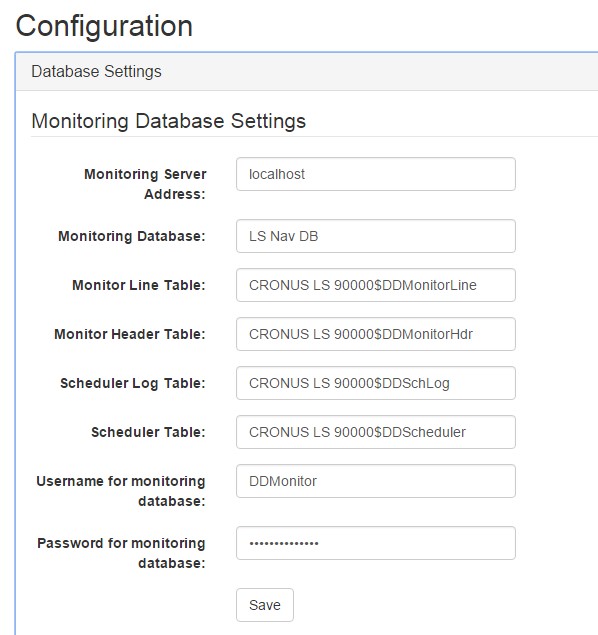 Configuration
Database Settings
Monitoring Database Settings
Monitoring Server Address:
localhost
Monitoring Database:
LS Nav DB
Monitor Line Table:
CRONUS LS 90000$DDMonitorLine
Monitor Header Table:
CRONUS LS 90000$DDMonitorHdr
Scheduler Log Table:
CRONUS LS 90000$DDSchLog
Scheduler Table:
CRONUS LS 90000$DDScheduler
Username for monitoring database:
DDMonitor
Password for monitoring database:
••••••••••••••
Save